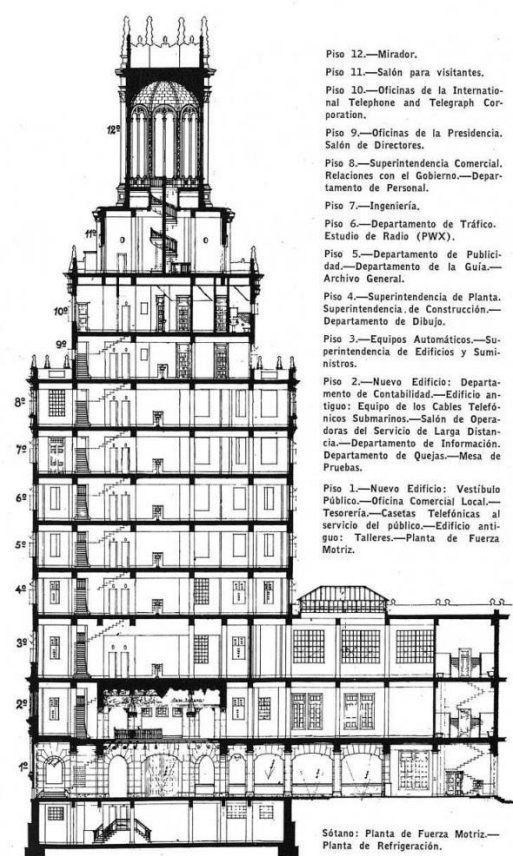 Piso 12.—Mirador.
Piso 11.—Salón para visitantes.
Piso 10.—Oficinas de la Internatio-
nal Telephone and Telegraph Cor-
poration.
Piso 9.—Oficinas de la Presidencia.
Salón de Directores.
Piso 8.—Superintendencia Comercial.
Relaciones con el Gobierno.—Depar-
tamento de Personal.
Piso 7.—Ingeniería.
Piso 6.—Departamento de Tráfico.
Estudio de Radio (PWX).
Piso 5.—Departamento de Publici-
dad.—Departamento de la Guía.—
Archivo General.
Piso 4.—Superintendencia de Planta.
Superintendencia de Construcción.—
Departamento de Dibujo.
Piso 3.—Equipos Automáticos.—Su-
perintendencia de Edificios y Sumi-
nistros.
Piso 2.—Nuevo Edificio: Departa-
mento de Contabilidad.—Edificio an-
tiguo: Equipo de los Cables Telefó-
nicos Submarinos.—Salón de Opera-
doras del Servicio de Larga Distan-
cia.—Departamento de Información.
Departamento de Quejas.—Mesa de
Pruebas.
Piso 1.—Nuevo Edificio: Vestíbulo
Público.—Oficina Comercial Local.—
Tesorería.—Casetas Telefónicas al
servicio del público.—Edificio anti-
guo: Talleres.—Planta de Fuerza
Motriz.
12º
11º
10º
9º
8º
7º
6º
5º
4º
3º
2º
1º
Sótano: Planta de Fuerza Motriz.—
Planta de Refrigeración.